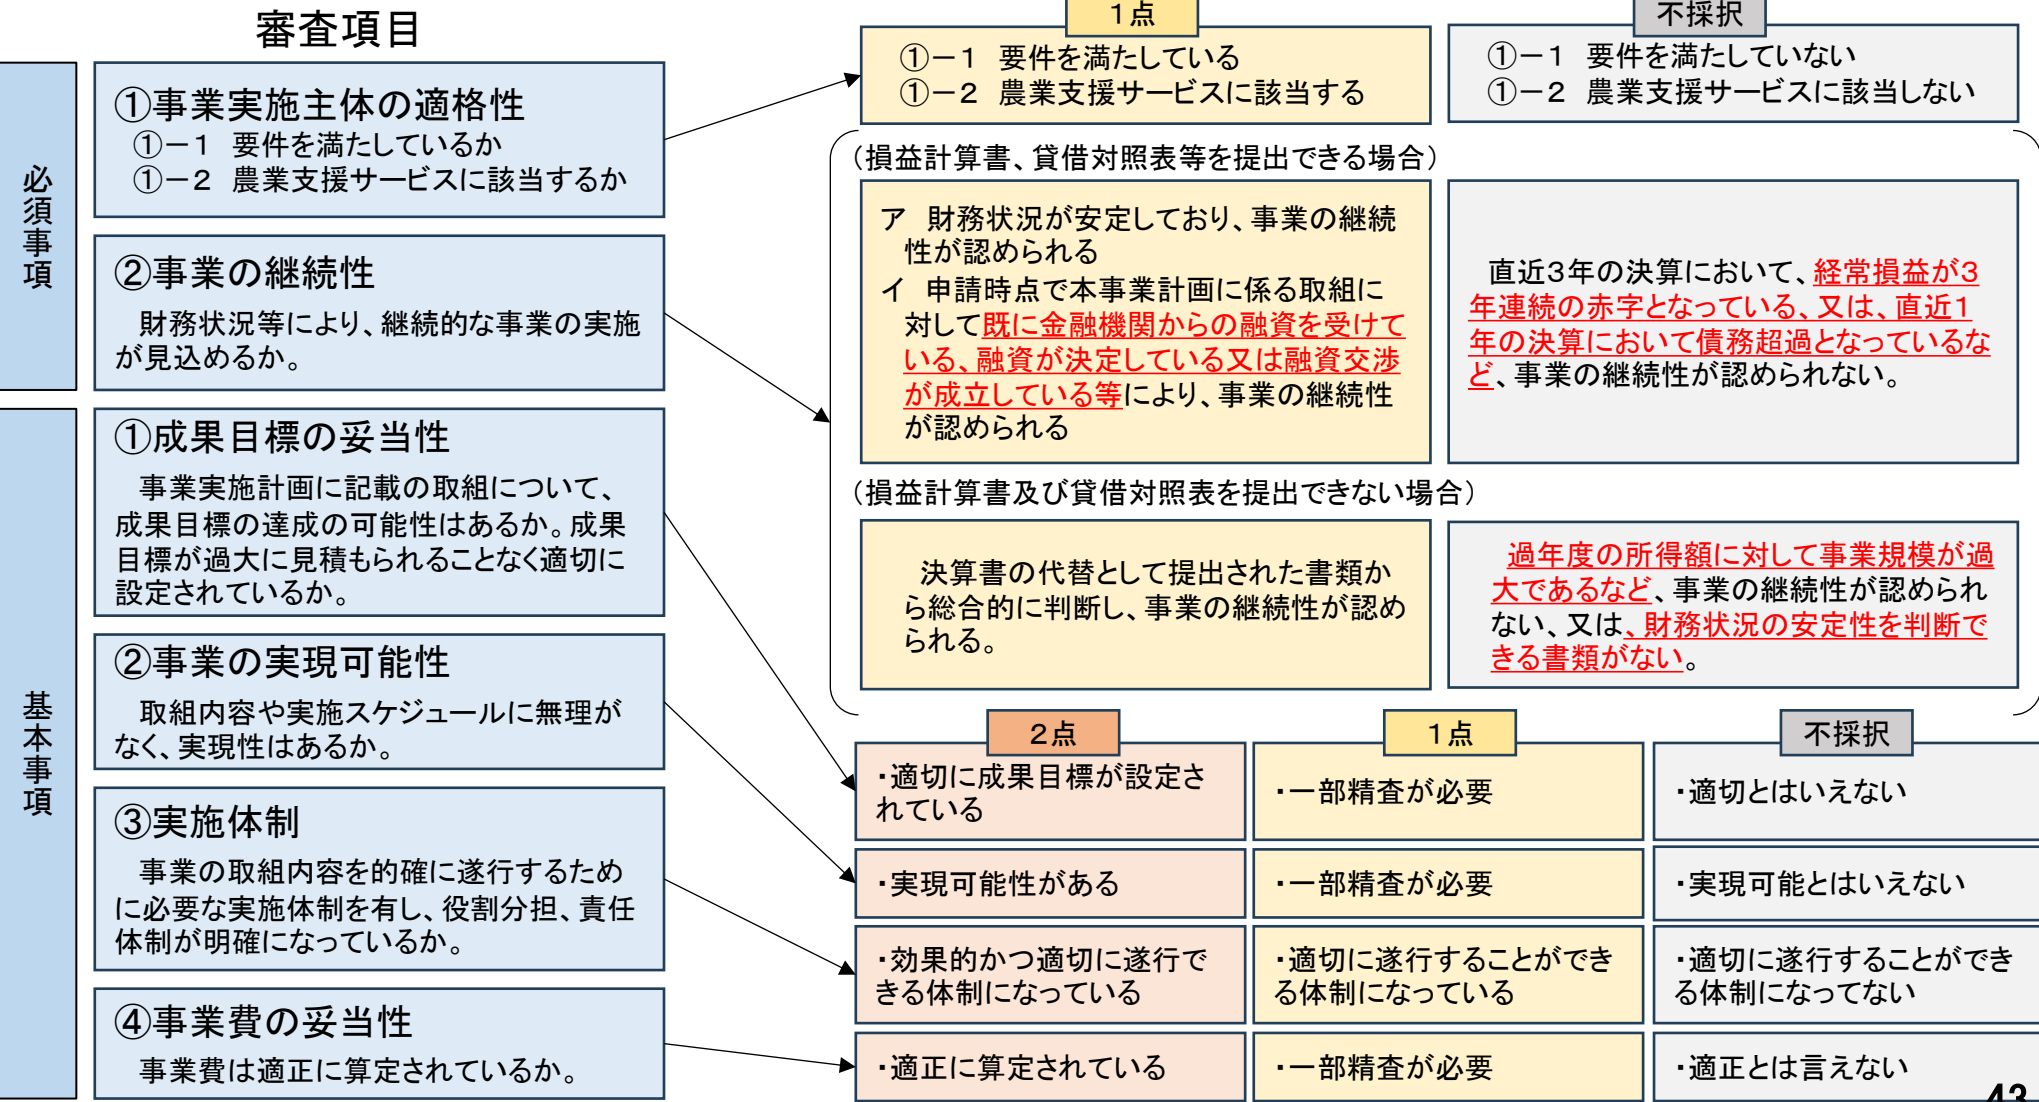 審査項目
必須事項
①事業実施主体の適格性
①－１　要件を満たしているか
①－２　農業支援サービスに該当するか
②事業の継続性
財務状況等により、継続的な事業の実施
が見込めるか。
基本事項
①成果目標の妥当性
事業実施計画に記載の取組について、
成果目標の達成の可能性はあるか。成果
目標が過大に見積もられることなく適切に
設定されているか。
②事業の実現可能性
取組内容や実施スケジュールに無理が
なく、実現性はあるか。
③実施体制
事業の取組内容を的確に遂行するため
に必要な実施体制を有し、役割分担、責任
体制が明確になっているか。
④事業費の妥当性
事業費は適正に算定されているか。
１点
①－１　要件を満たしている
①－２　農業支援サービスに該当する
不採択
①－１　要件を満たしていない
①－２　農業支援サービスに該当しない
（損益計算書、貸借対照表等を提出できる場合）
ア　財務状況が安定しており、事業の継続
性が認められる
イ　申請時点で本事業計画に係る取組に
対して既に金融機関からの融資を受けて
いる、融資が決定している又は融資交渉
が成立している等により、事業の継続性
が認められる
直近３年の決算において、経常損益が３
年連続の赤字となっている、又は、直近１
年の決算において債務超過となっているな
ど、事業の継続性が認められない。
（損益計算書及び貸借対照表を提出できない場合）
決算書の代替として提出された書類か
ら総合的に判断し、事業の継続性が認め
られる。
過年度の所得額に対して事業規模が過
大であるなど、事業の継続性が認められ
ない、又は、財務状況の安定性を判断で
きる書類がない。
２点
１点
不採択
・適切に成果目標が設定さ
れている
・一部精査が必要
・適切とはいえない
・実現可能性がある
・一部精査が必要
・実現可能とはいえない
・効果的かつ適切に遂行で
きる体制になっている
・適切に遂行することができ
る体制になっている
・適切に遂行することができ
る体制になってない
・適正に算定されている
・一部精査が必要
・適正とは言えない
43